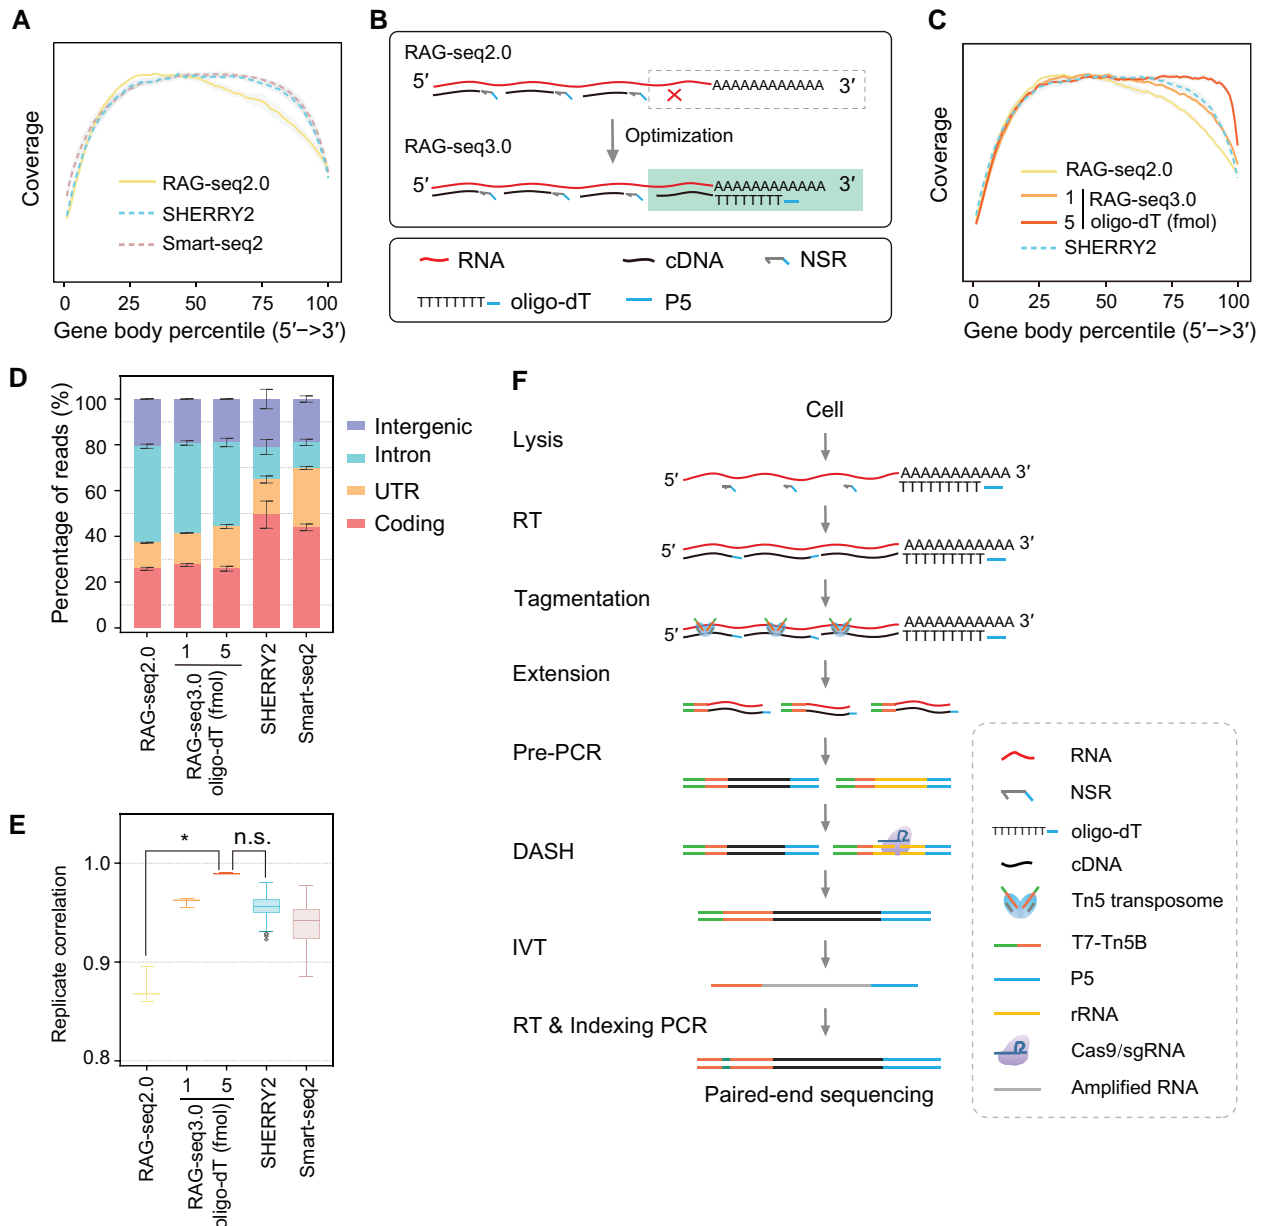 A
Coverage
RAG-seq2.0
SHERRY2
Smart-seq2
0 25 50 75 100
Gene body percentile (5′−>3′)
B
RAG-seq2.0
5′ AAAAAAAAAAAA 3′
Optimization
RAG-seq3.0
5′ AAAAAAAAAAAA 3′
TTTTTTTT
RNA cDNA NSR
TTTTTTTT oligo-dT P5
C
Coverage
RAG-seq2.0
1 RAG-seq3.0
5 oligo-dT (fmol)
SHERRY2
0 25 50 75 100
Gene body percentile (5′−>3′)
D
Percentage of reads (%)
100
80
60
40
20
0
Intergenic
Intron
UTR
Coding
RAG-seq2.0
1 5
RAG-seq3.0
oligo-dT (fmol)
SHERRY2
Smart-seq2
E
Replicate correlation
1.0
0.9
0.8
* n.s.
RAG-seq2.0
1 5
RAG-seq3.0
oligo-dT (fmol)
SHERRY2
Smart-seq2
F
Cell
Lysis
5′ AAAAAAAAAAA 3′
TTTTTTTTT
RT
5′ AAAAAAAAAAA 3′
TTTTTTTTT
Tagmentation
5′ AAAAAAAAAAA 3′
TTTTTTTTT
Extension
Pre-PCR
DASH
IVT
RT & Indexing PCR
Paired-end sequencing
RNA
NSR
TTTTTTTT oligo-dT
cDNA
Tn5 transposome
T7-Tn5B
P5
rRNA
Cas9/sgRNA
Amplified RNA